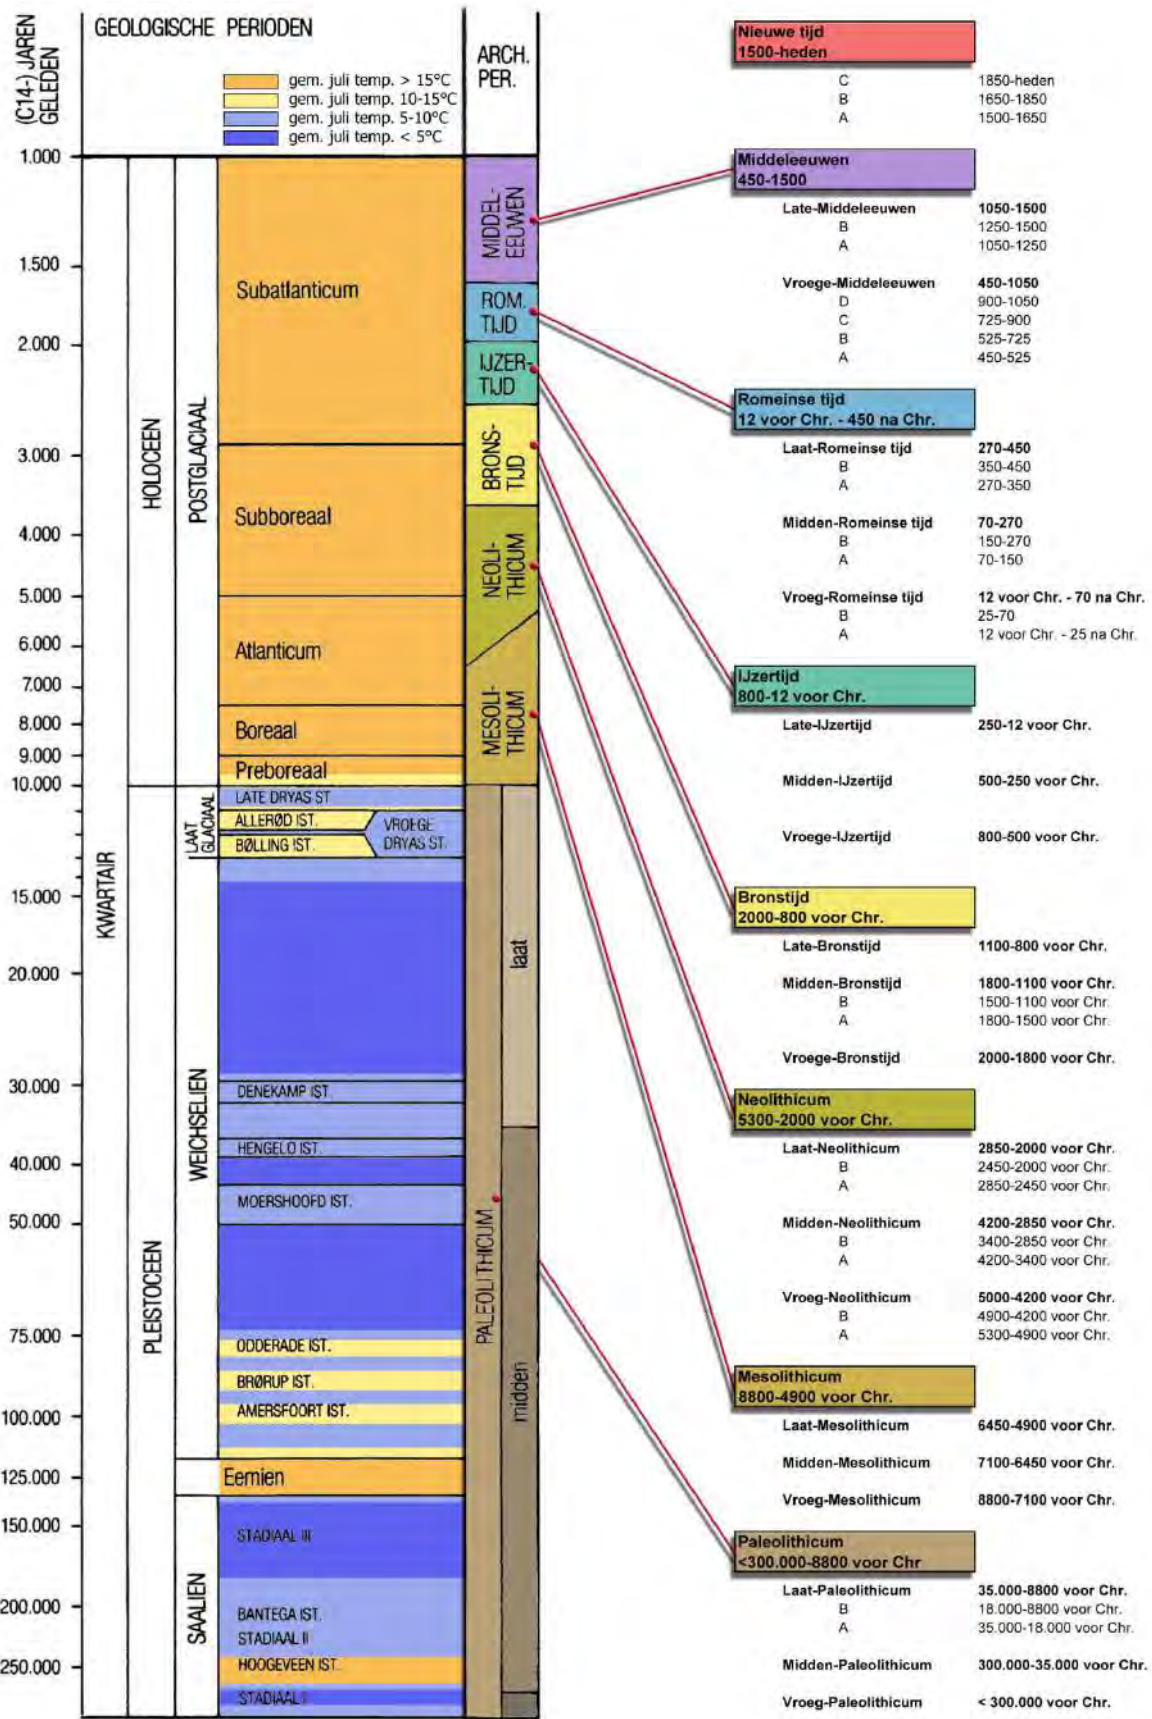 (C14-) JAREN
GELEDEN
GEOLOGISCHE PERIODEN
gem. juli temp. > 15°C
gem. juli temp. 10-15°C
gem. juli temp. 5-10°C
gem. juli temp. < 5°C
ARCH.
PER.
1.000
1.500
2.000
3.000
4.000
5.000
6.000
7.000
8.000
9.000
10.000
15.000
20.000
30.000
40.000
50.000
75.000
100.000
125.000
150.000
200.000
250.000
KWARTAIR
HOLOCEEN
PLEISTOCEEN
POSTGLACIAAL
LAAT
GLACIAAL
WEICHSELIEN
SAALIEN
Subatlanticum
Subboreaal
Atlanticum
Boreaal
Preboreaal
LATE DRYAS ST
ALLERØD IST.
VROEGE
DRYAS ST.
BØLLING IST.
DENEKAMP IST.
HENGELO IST.
MOERSHOOFD IST.
ODDERADE IST.
BRØRUP IST.
AMERSFOORT IST.
Eemien
STADIAAL III
BANTEGA IST.
STADIAAL II
HOOGEVEEN IST.
STADIAAL I
MIDDEL-
EEUWEN
ROM.
TIJD
IJZER-
TIJD
BRONS-
TIJD
NEOLI-
THICUM
MESOLI-
THICUM
PALEOLITHICUM
laat
midden
Nieuwe tijd
1500-heden
C 1850-heden
B 1650-1850
A 1500-1650
Middeleeuwen
450-1500
Late-Middeleeuwen 1050-1500
B 1250-1500
A 1050-1250
Vroege-Middeleeuwen 450-1050
D 900-1050
C 725-900
B 525-725
A 450-525
Romeinse tijd
12 voor Chr. - 450 na Chr.
Laat-Romeinse tijd 270-450
B 350-450
A 270-350
Midden-Romeinse tijd 70-270
B 150-270
A 70-150
Vroeg-Romeinse tijd 12 voor Chr. - 70 na Chr.
B 25-70
A 12 voor Chr. - 25 na Chr.
IJzertijd
800-12 voor Chr.
Late-IJzertijd 250-12 voor Chr.
Midden-IJzertijd 500-250 voor Chr.
Vroege-IJzertijd 800-500 voor Chr.
Bronstijd
2000-800 voor Chr.
Late-Bronstijd 1100-800 voor Chr.
Midden-Bronstijd 1800-1100 voor Chr.
B 1500-1100 voor Chr.
A 1800-1500 voor Chr.
Vroege-Bronstijd 2000-1800 voor Chr.
Neolithicum
5300-2000 voor Chr.
Laat-Neolithicum 2850-2000 voor Chr.
B 2450-2000 voor Chr.
A 2850-2450 voor Chr.
Midden-Neolithicum 4200-2850 voor Chr.
B 3400-2850 voor Chr.
A 4200-3400 voor Chr.
Vroeg-Neolithicum 5000-4200 voor Chr.
B 4900-4200 voor Chr.
A 5300-4900 voor Chr.
Mesolithicum
8800-4900 voor Chr.
Laat-Mesolithicum 6450-4900 voor Chr.
Midden-Mesolithicum 7100-6450 voor Chr.
Vroeg-Mesolithicum 8800-7100 voor Chr.
Paleolithicum
<300.000-8800 voor Chr
Laat-Paleolithicum 35.000-8800 voor Chr.
B 18.000-8800 voor Chr.
A 35.000-18.000 voor Chr.
Midden-Paleolithicum 300.000-35.000 voor Chr.
Vroeg-Paleolithicum < 300.000 voor Chr.